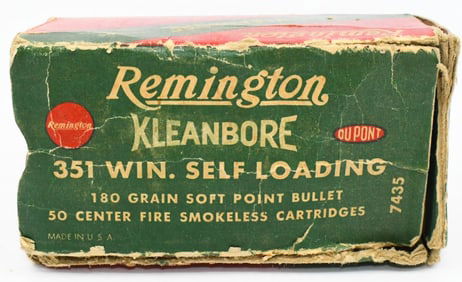 Remington
Remington
KLEANBORE
Remington
DU PONT
351 WIN. SELF LOADING
180 GRAIN SOFT POINT BULLET
50 CENTER FIRE SMOKELESS CARTRIDGES
7435
MADE IN U.S.A.